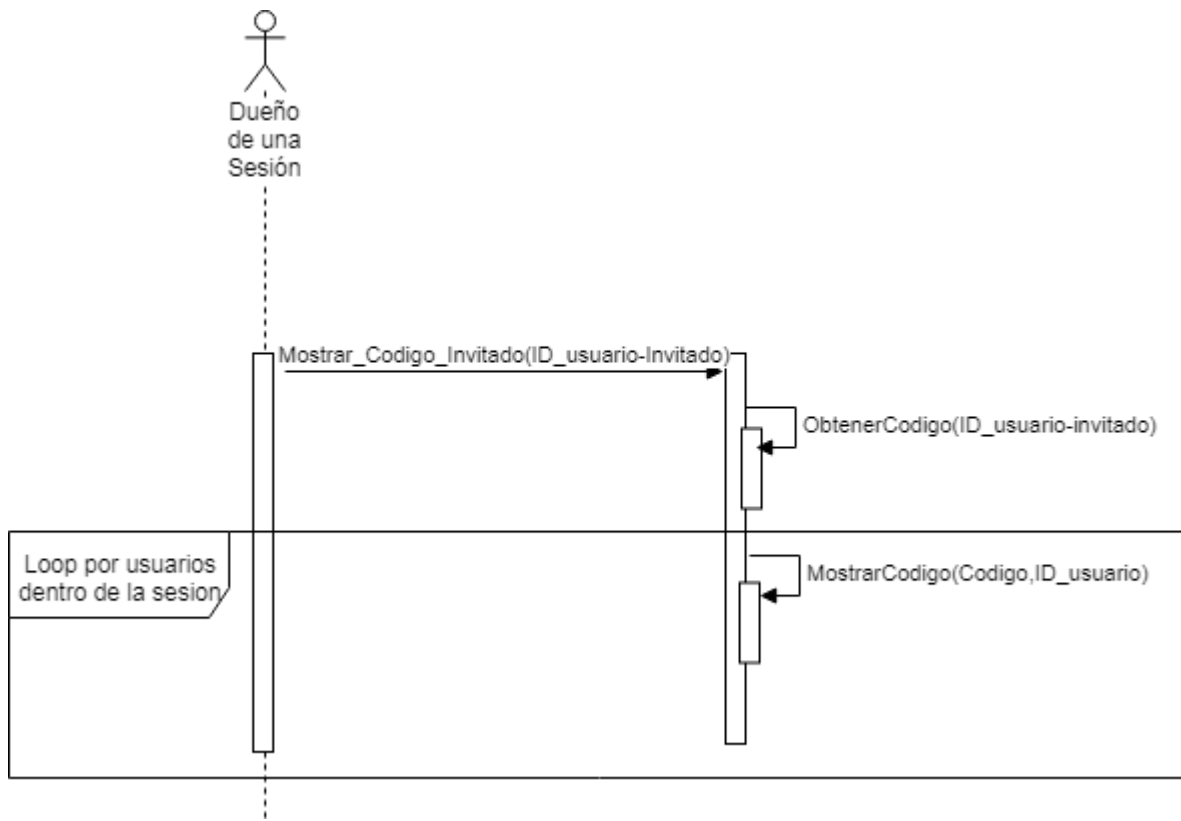 Dueño
de una
Sesión
Mostrar_Codigo_Invitado(ID_usuario-Invitado)
ObtenerCodigo(ID_usuario-invitado)
Loop por usuarios
dentro de la sesion
MostrarCodigo(Codigo,ID_usuario)